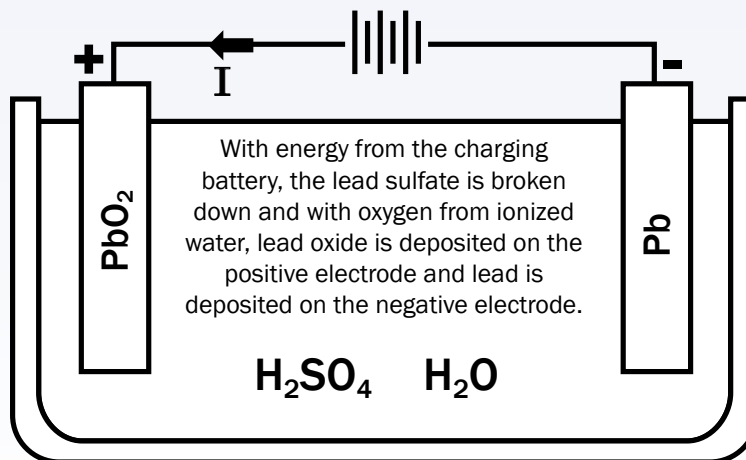 +
-
I
With energy from the charging
battery, the lead sulfate is broken
down and with oxygen from ionized
water, lead oxide is deposited on the
positive electrode and lead is
deposited on the negative electrode.
PbO₂
Pb
H₂SO₄ H₂O